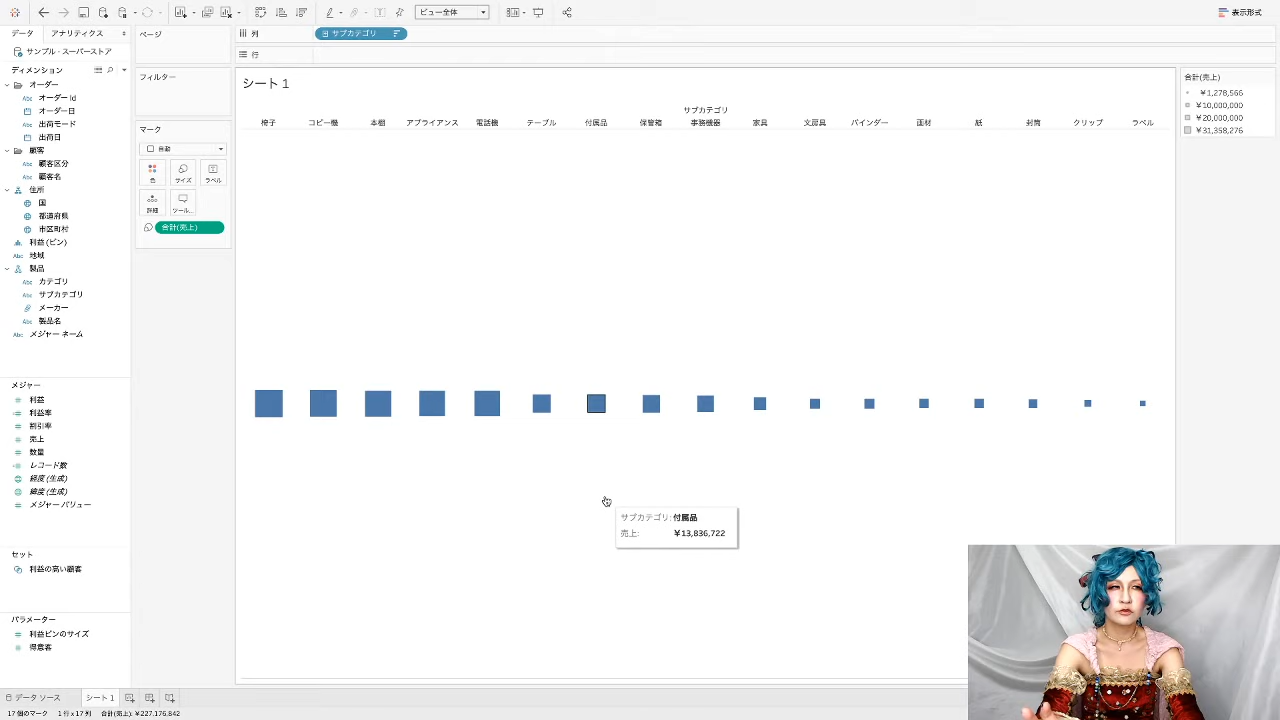 ビュー全体
表示形式
データ
アナリティクス
サンプル - スーパーストア
ディメンション
オーダー
Abc オーダー Id
オーダー日
Abc 出荷モード
出荷日
顧客
Abc 顧客区分
Abc 顧客名
住所
国
都道府県
市区町村
利益 (ビン)
Abc 地域
製品
Abc カテゴリ
Abc サブカテゴリ
メーカー
Abc 製品名
Abc メジャー ネーム
メジャー
利益
利益率
割引率
売上
数量
レコード数
経度 (生成)
緯度 (生成)
メジャー バリュー
セット
利益の高い顧客
パラメーター
利益ビンのサイズ
得意客
ページ
フィルター
マーク
自動
色
サイズ
ラベル
詳細
ツール...
合計(売上)
列
サブカテゴリ
行
シート 1
サブカテゴリ
椅子
コピー機
本棚
アプライアンス
電話機
テーブル
付属品
保管箱
事務機器
家具
文房具
バインダー
画材
紙
封筒
クリップ
ラベル
サブカテゴリ: 付属品
売上: ¥13,836,722
合計(売上)
¥1,278,566
¥10,000,000
¥20,000,000
¥31,358,276
データ ソース
シート 1
17 個のマーク
1 行 x 17 列
合計(売上): ¥227,176,842